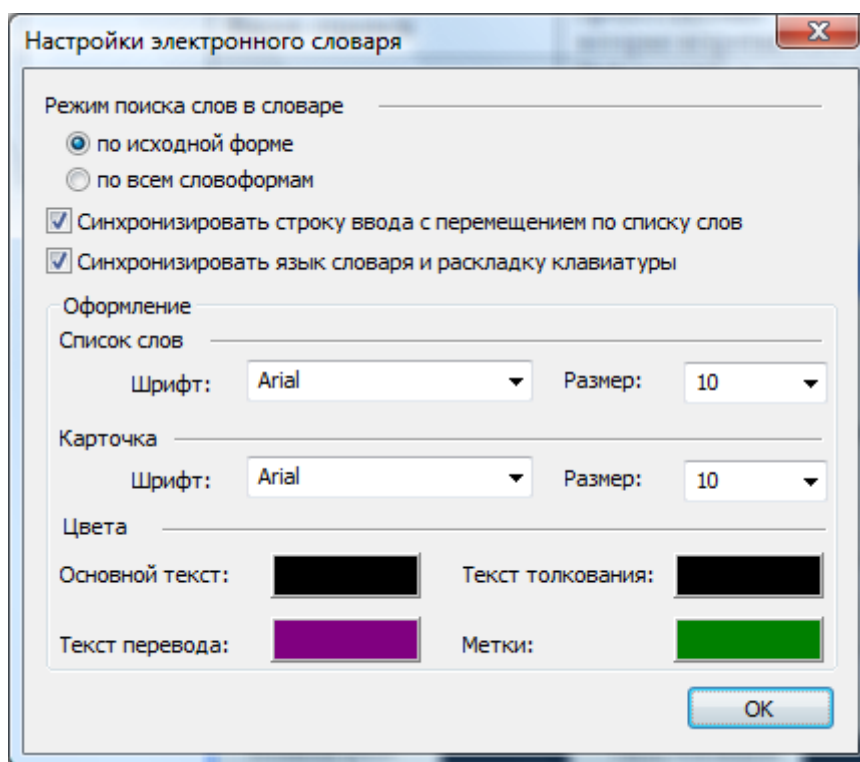 Настройки электронного словаря
Режим поиска слов в словаре
по исходной форме
по всем словоформам
Синхронизировать строку ввода с перемещением по списку слов
Синхронизировать язык словаря и раскладку клавиатуры
Оформление
Список слов
Шрифт: Arial Размер: 10
Карточка
Шрифт: Arial Размер: 10
Цвета
Основной текст: Текст толкования:
Текст перевода: Метки:
OK